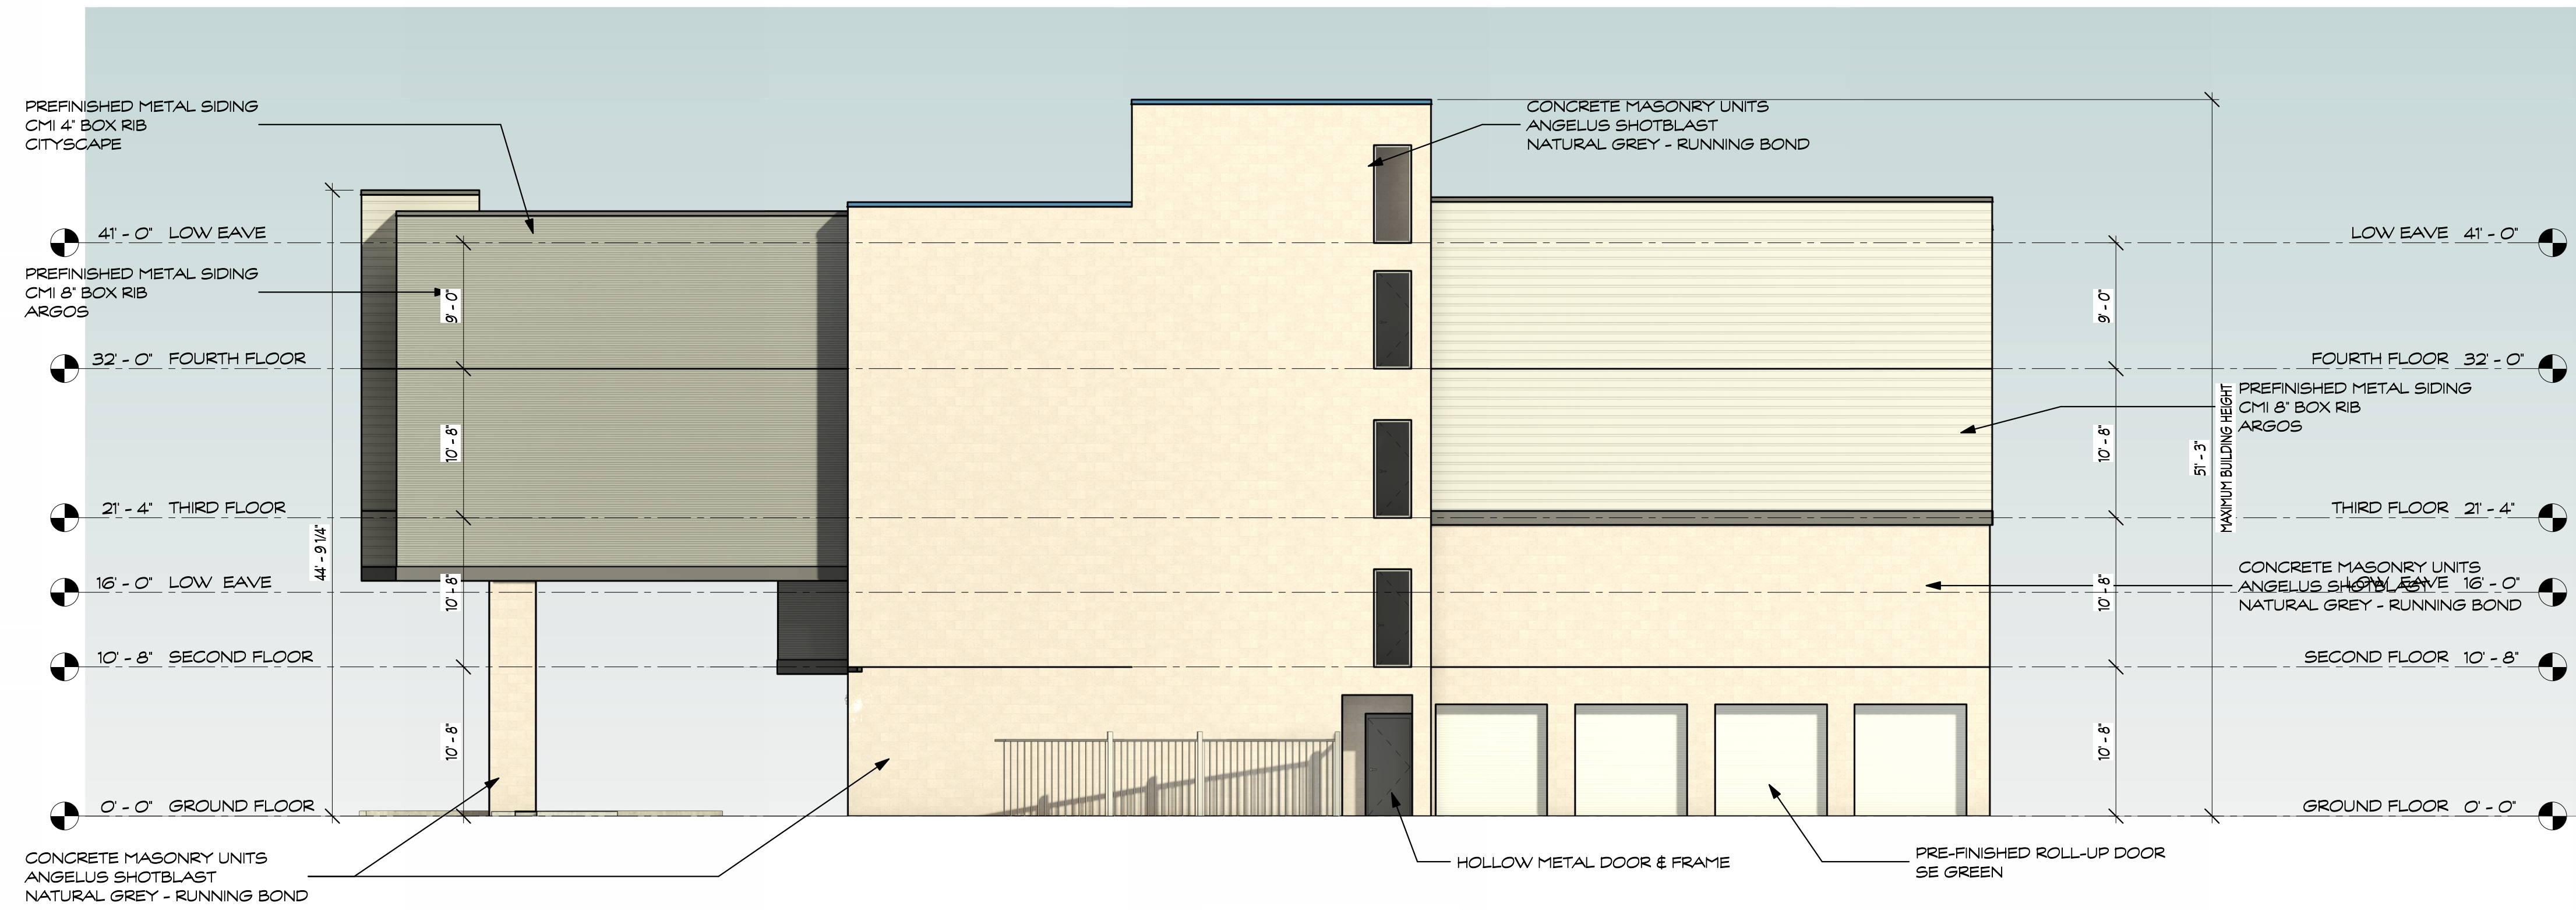 PREFINISHED METAL SIDING
CMI 4" BOX RIB
CITYSCAPE
CONCRETE MASONRY UNITS
ANGELUS SHOTBLAST
NATURAL GREY - RUNNING BOND
41' - 0" LOW EAVE
LOW EAVE 41' - 0"
PREFINISHED METAL SIDING
CMI 8" BOX RIB
ARGOS
9' - 0"
9' - 0"
32' - 0" FOURTH FLOOR
FOURTH FLOOR 32' - 0"
PREFINISHED METAL SIDING
CMI 8" BOX RIB
ARGOS
10' - 8"
10' - 8"
51' - 3"
MAXIMUM BUILDING HEIGHT
21' - 4" THIRD FLOOR
THIRD FLOOR 21' - 4"
44' - 9 1/4"
16' - 0" LOW EAVE
LOW EAVE 16' - 0"
CONCRETE MASONRY UNITS
ANGELUS SHOTBLAST
NATURAL GREY - RUNNING BOND
10' - 8"
10' - 8"
10' - 8" SECOND FLOOR
SECOND FLOOR 10' - 8"
10' - 8"
10' - 8"
0' - 0" GROUND FLOOR
GROUND FLOOR 0' - 0"
CONCRETE MASONRY UNITS
ANGELUS SHOTBLAST
NATURAL GREY - RUNNING BOND
HOLLOW METAL DOOR & FRAME
PRE-FINISHED ROLL-UP DOOR
SE GREEN